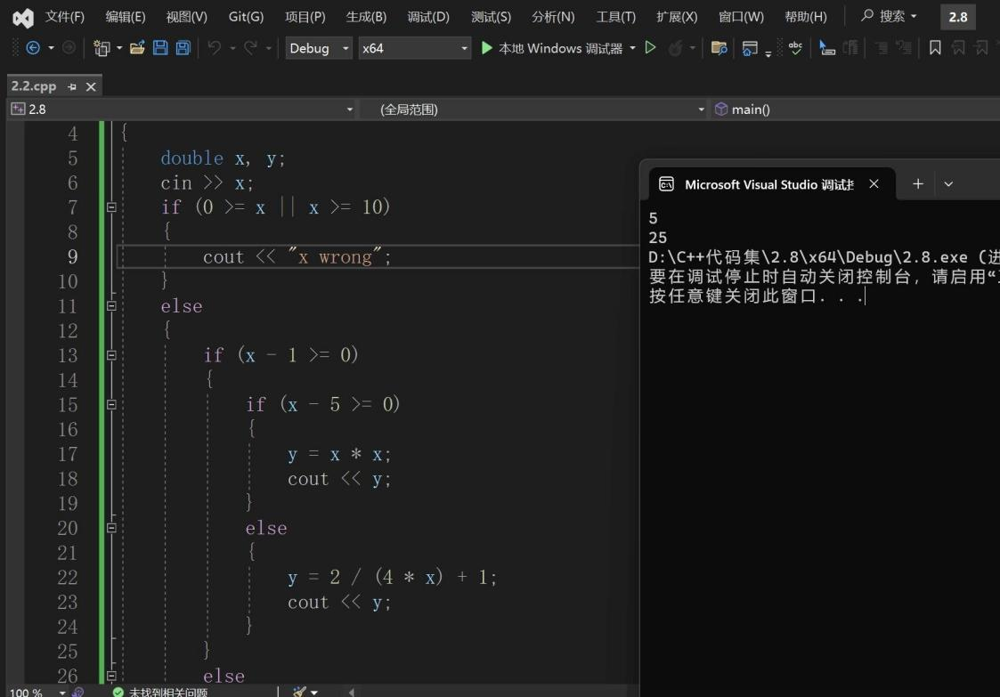 文件(F) 编辑(E) 视图(V) Git(G) 项目(P) 生成(B) 调试(D) 测试(S) 分析(N) 工具(T) 扩展(X) 窗口(W) 帮助(H) 搜索 2.8
Debug x64 本地 Windows 调试器 abc
2.2.cpp
2.8 (全局范围) main()
4 {
5 double x, y;
6 cin >> x;
7 if (0 >= x || x >= 10)
8 {
9 cout << "x wrong";
10 }
11 else
12 {
13 if (x - 1 >= 0)
14 {
15 if (x - 5 >= 0)
16 {
17 y = x * x;
18 cout << y;
19 }
20 else
21 {
22 y = 2 / (4 * x) + 1;
23 cout << y;
24 }
25 }
26 else
100 % 未找到相关问题
Microsoft Visual Studio 调试
5
25
D:\C++代码集\2.8\x64\Debug\2.8.exe (进
要在调试停止时自动关闭控制台, 请启用“
按任意键关闭此窗口. . .